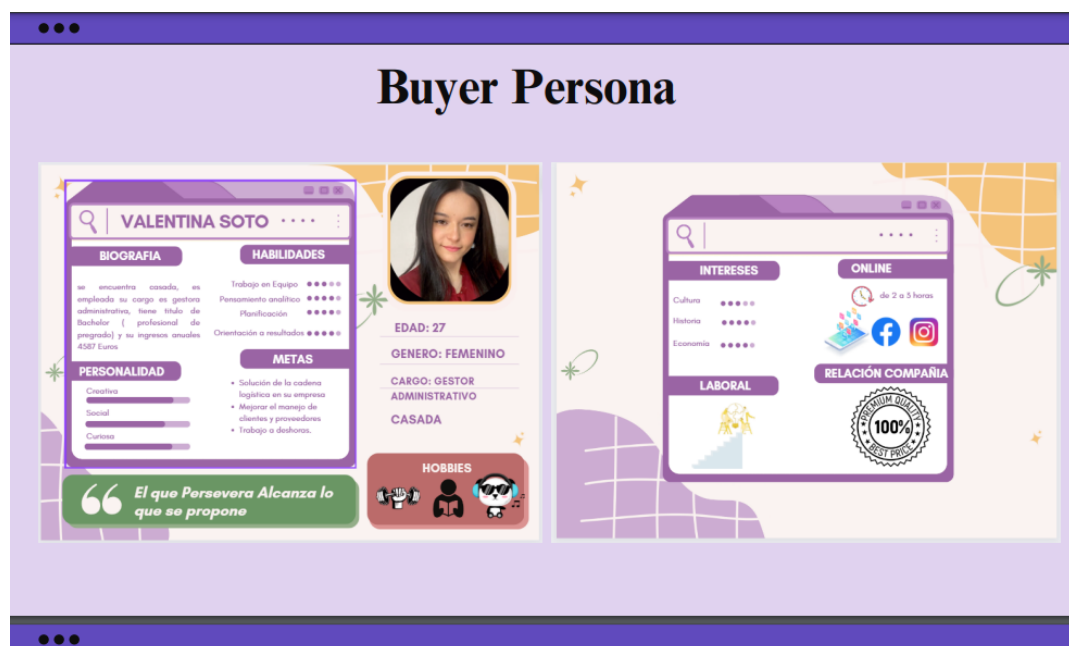 Buyer Persona
VALENTINA SOTO
BIOGRAFIA
se encuentra casada, es
empleada su cargo es gestora
administrativa, tiene título de
Bachelor ( profesional de
pregrado) y su ingresos anuales
4587 Euros
PERSONALIDAD
Creativa
Social
Curiosa
HABILIDADES
Trabajo en Equipo
Pensamiento analítico
Planificación
Orientación a resultados
METAS
Solución de la cadena
logística en su empresa
Mejorar el manejo de
clientes y proveedores
Trabajo a deshoras.
El que Persevera Alcanza lo
que se propone
EDAD: 27
GENERO: FEMENINO
CARGO: GESTOR
ADMINISTRATIVO
CASADA
HOBBIES
INTERESES
Cultura
Historia
Economía
ONLINE
de 2 a 3 horas
LABORAL
RELACIÓN COMPAÑIA
PREMIUM QUALITY
100%
BEST PRICE